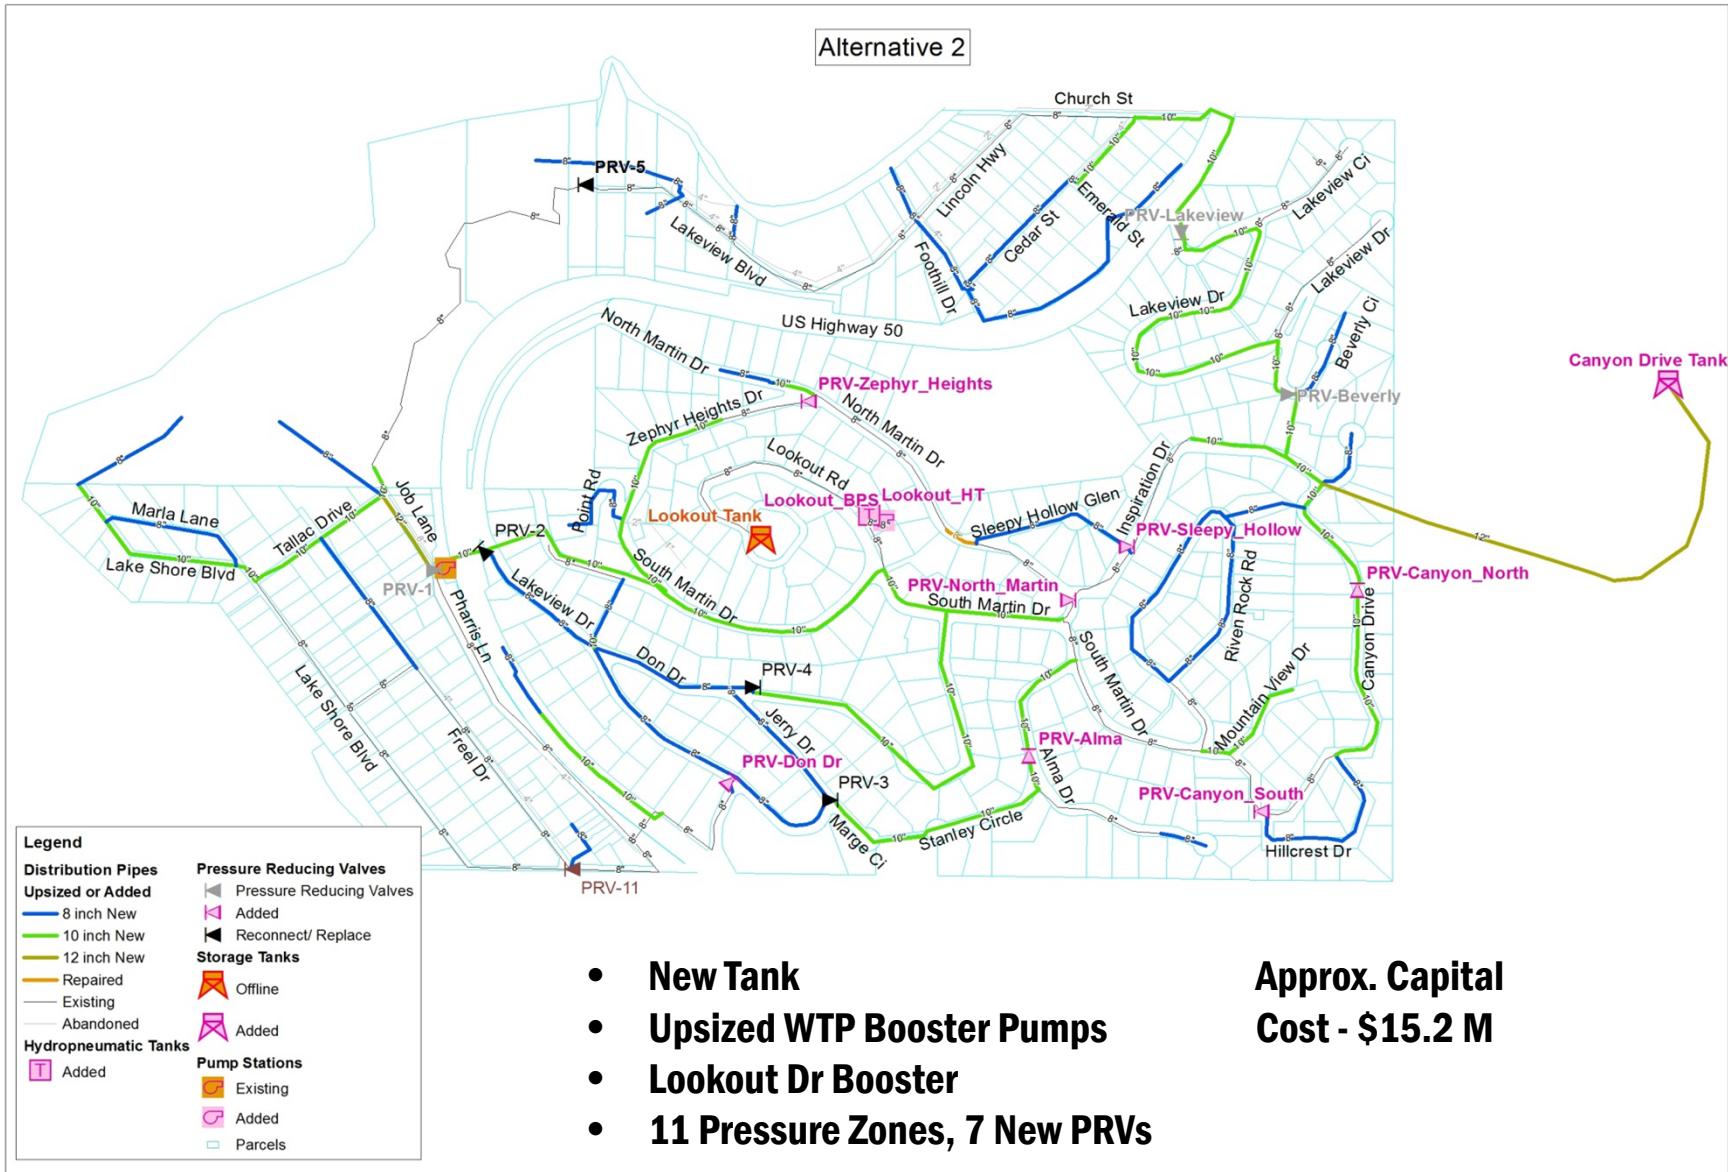 Alternative 2
Church St
Lincoln Hwy
PRV-5
Lakeview Blvd
Foothill Dr
Cedar St
Emerald St
PRV-Lakeview
Lakeview Ci
Lakeview Dr
Lakeview Dr
Beverly Ci
US Highway 50
North Martin Dr
PRV-Zephyr_Heights
Canyon Drive Tank
PRV-Beverly
Zephyr Heights Dr
North Martin Dr
Lookout Rd
Inspiration Dr
Point Rd
Job Lane
Lookout_BPS
Lookout_HT
Lookout Tank
Sleepy Hollow Glen
PRV-Sleepy_Hollow
Marla Lane
Tallac Drive
PRV-2
Lake Shore Blvd
PRV-1
Pharris Ln
Lakeview Dr
South Martin Dr
PRV-North_Martin
South Martin Dr
Riven Rock Rd
PRV-Canyon_North
Canyon Drive
Don Dr
PRV-4
South Martin Dr
Mountain View Dr
Lake Shore Blvd
Freel Dr
Jerry Dr
PRV-Don Dr
PRV-Alma
Alma Dr
PRV-3
PRV-Canyon_South
Marge Ci
Stanley Circle
Hillcrest Dr
PRV-11
12"
12"
Legend
Distribution Pipes
Upsized or Added
8 inch New
10 inch New
12 inch New
Repaired
Existing
Abandoned
Hydropneumatic Tanks
T
Added
Pressure Reducing Valves
Pressure Reducing Valves
Added
Reconnect/ Replace
Storage Tanks
Offline
Added
Pump Stations
Existing
Added
Parcels
• New Tank
• Upsized WTP Booster Pumps
• Lookout Dr Booster
• 11 Pressure Zones, 7 New PRVs
Approx. Capital
Cost - $15.2 M